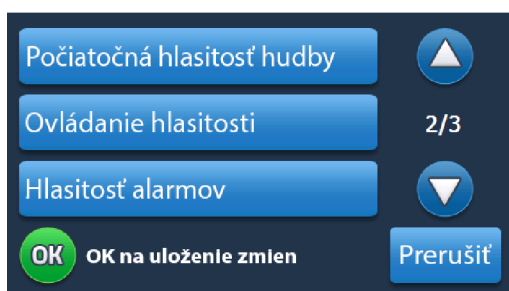 Počiatočná hlasitosť hudby
Ovládanie hlasitosti
2/3
Hlasitosť alarmov
OK OK na uloženie zmien
Prerušiť